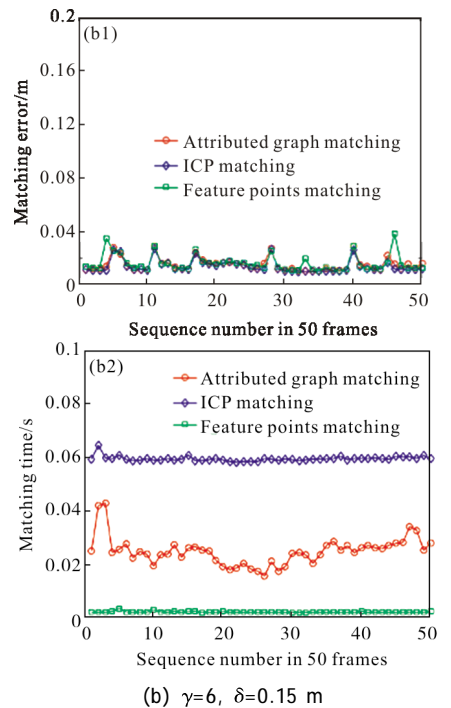 0.2
(b1)
0.16
0.12
Attributed graph matching
ICP matching
Feature points matching
0.08
0.04
0
0 10 20 30 40 50
Matching error/m
Sequence number in 50 frames
0.1
(b2)
Attributed graph matching
ICP matching
Feature points matching
0.08
0.06
0.04
0.02
0
0 10 20 30 40 50
Matching time/s
Sequence number in 50 frames
(b) γ=6, δ=0.15 m